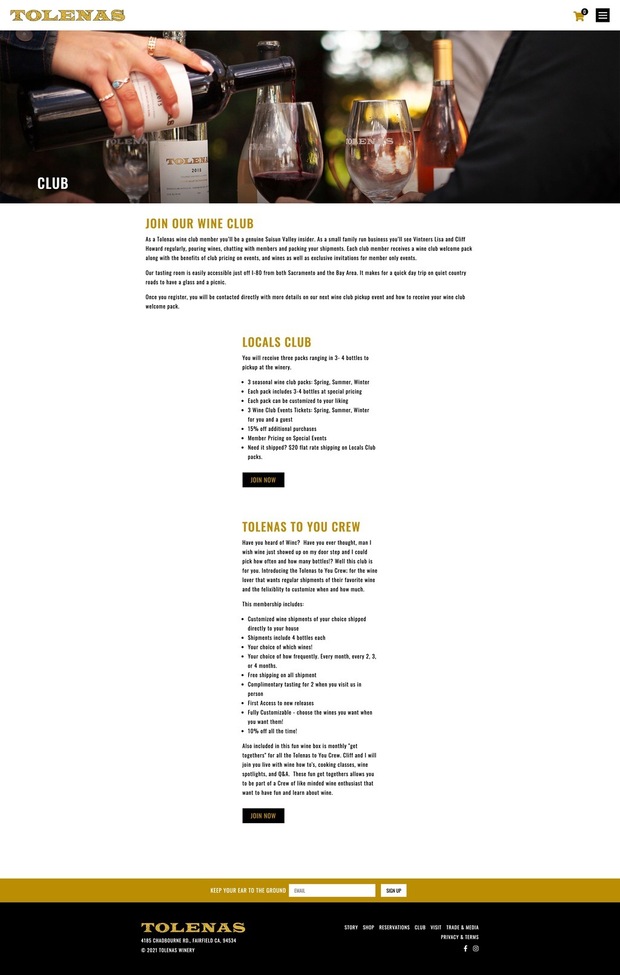 TOLENAS
0
TOLENAS
2015
TOLENAS
CLUB
JOIN OUR WINE CLUB
As a Tolenas wine club member you'll be a genuine Suisun Valley insider. As a small family run business you'll see Vintners Lisa and Cliff
Howard regularly, pouring wines, chatting with members and packing your shipments. Each club member receives a wine club welcome pack
along with the benefits of club pricing on events, and wines as well as exclusive invitations for member only events.
Our tasting room is easily accessible just off I-80 from both Sacramento and the Bay Area. It makes for a quick day trip on quiet country
roads to have a glass and a picnic.
Once you register, you will be contacted directly with more details on our next wine club pickup event and how to receive your wine club
welcome pack.
LOCALS CLUB
You will receive three packs ranging in 3- 4 bottles to
pickup at the winery.
3 seasonal wine club packs: Spring, Summer, Winter
Each pack includes 3-4 bottles at special pricing
Each pack can be customized to your liking
3 Wine Club Events Tickets: Spring, Summer, Winter
for you and a guest
15% off additional purchases
Member Pricing on Special Events
Need it shipped? $20 flat rate shipping on Locals Club
packs.
JOIN NOW
TOLENAS TO YOU CREW
Have you heard of Winc? Have you ever thought, man I
wish wine just showed up on my door step and I could
pick how often and how many bottles!? Well this club is
for you. Introducing the Tolenas to You Crew; for the wine
lover that wants regular shipments of their favorite wine
and the felixiblity to customize when and how much.
This membership includes:
Customized wine shipments of your choice shipped
directly to your house
Shipments include 4 bottles each
Your choice of which wines!
Your choice of how frequently. Every month, every 2, 3,
or 4 months.
Free shipping on all shipment
Complimentary tasting for 2 when you visit us in
person
First Access to new releases
Fully Customizable - choose the wines you want when
you want them!
10% off all the time!
Also included in this fun wine box is monthly "get
togethers" for all the Tolenas to You Crew. Cliff and I will
join you live with wine how to's, cooking classes, wine
spotlights, and Q&A. These fun get togethers allows you
to be part of a Crew of like minded wine enthusiast that
want to have fun and learn about wine.
JOIN NOW
KEEP YOUR EAR TO THE GROUND
EMAIL
SIGN UP
TOLENAS
4185 CHADBOURNE RD., FAIRFIELD CA, 94534
© 2021 TOLENAS WINERY
STORY SHOP RESERVATIONS CLUB VISIT TRADE & MEDIA
PRIVACY & TERMS